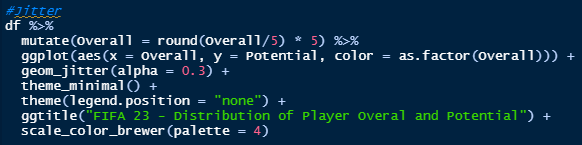 #Jitter
df %>%
  mutate(Overall = round(Overall/5) * 5) %>%
  ggplot(aes(x = Overall, y = Potential, color = as.factor(Overall))) +
  geom_jitter(alpha = 0.3) +
  theme_minimal() +
  theme(legend.position = "none") +
  ggtitle("FIFA 23 - Distribution of Player Overal and Potential") +
  scale_color_brewer(palette = 4)